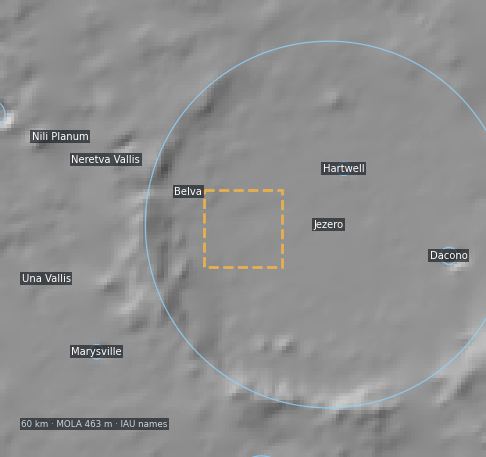 Nili Planum
Neretva Vallis
Hartwell
Belva
Jezero
Dacono
Una Vallis
Marysville
60 km · MOLA 463 m · IAU names